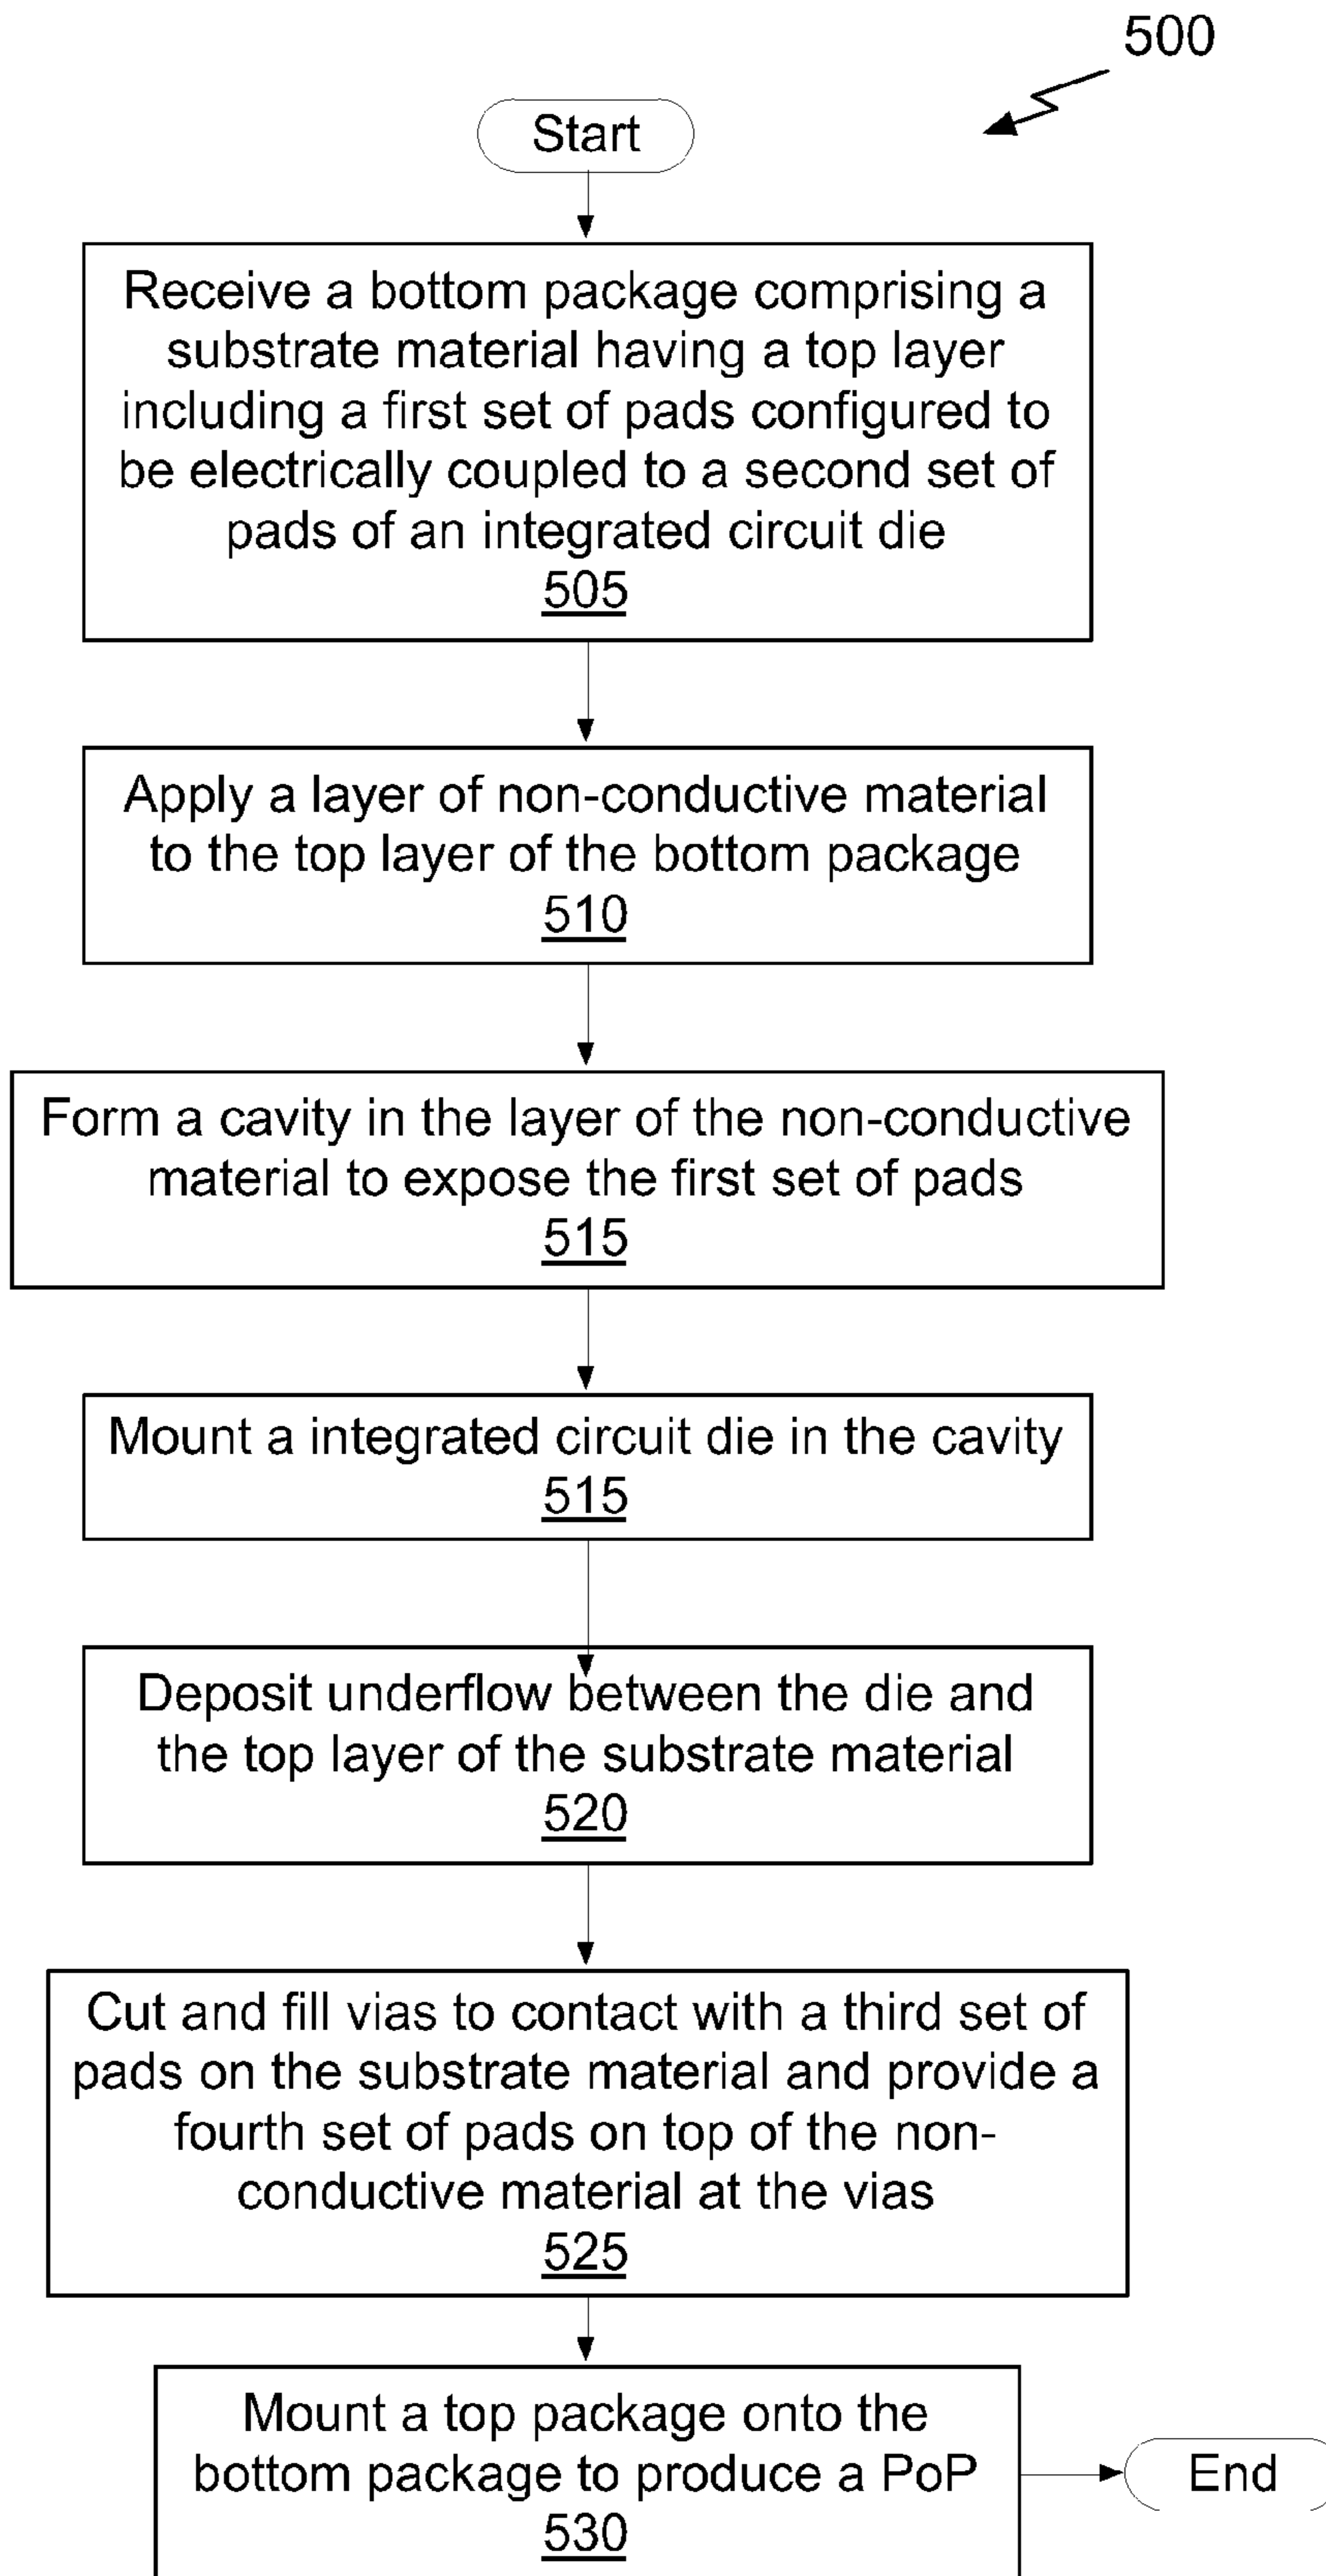 500
Start
Receive a bottom package comprising a
substrate material having a top layer
including a first set of pads configured to
be electrically coupled to a second set of
pads of an integrated circuit die
505
Apply a layer of non-conductive material
to the top layer of the bottom package
510
Form a cavity in the layer of the non-conductive
material to expose the first set of pads
515
Mount a integrated circuit die in the cavity
515
Deposit underflow between the die and
the top layer of the substrate material
520
Cut and fill vias to contact with a third set of
pads on the substrate material and provide a
fourth set of pads on top of the non-
conductive material at the vias
525
Mount a top package onto the
bottom package to produce a PoP
530
End